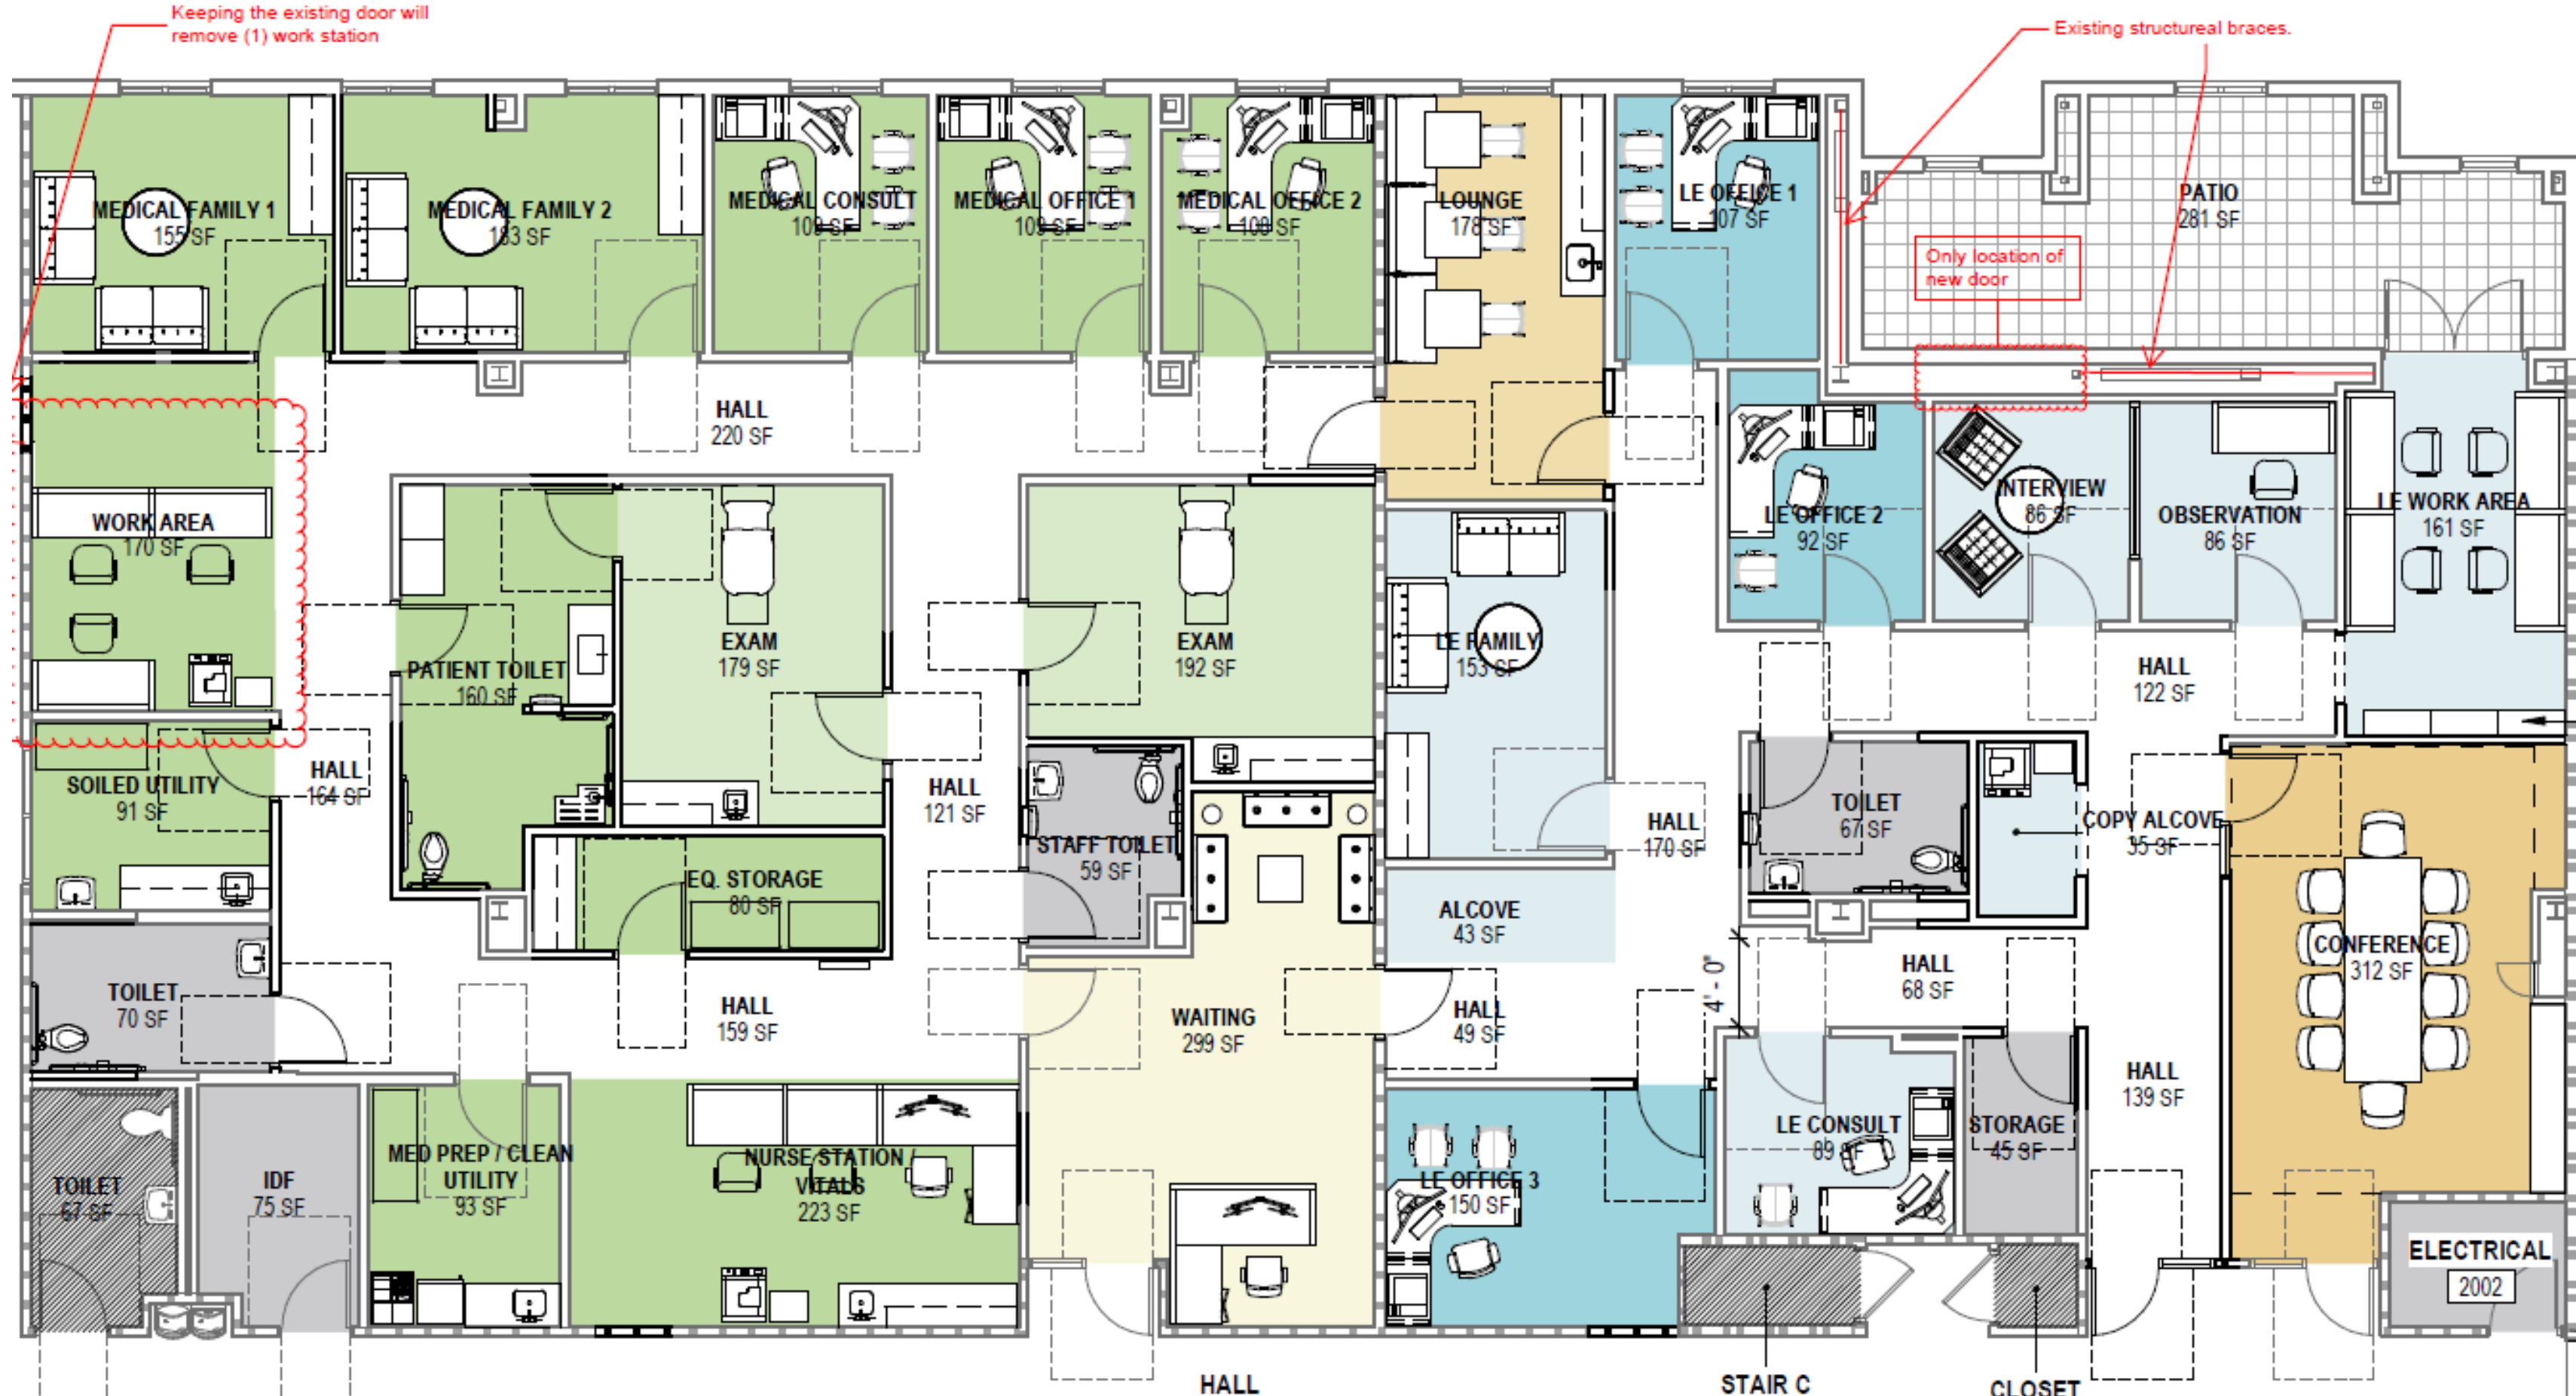 Keeping the existing door will
remove (1) work station
Existing structureal braces.
MEDICAL FAMILY 1
155 SF
MEDICAL FAMILY 2
183 SF
MEDICAL CONSULT
109 SF
MEDICAL OFFICE 1
109 SF
MEDICAL OFFICE 2
108 SF
LOUNGE
178 SF
LE OFFICE 1
107 SF
PATIO
281 SF
Only location of
new door
HALL
220 SF
WORK AREA
170 SF
LE OFFICE 2
92 SF
INTERVIEW
86 SF
OBSERVATION
86 SF
LE WORK AREA
161 SF
PATIENT TOILET
160 SF
EXAM
179 SF
EXAM
192 SF
LE FAMILY
153 SF
HALL
122 SF
SOILED UTILITY
91 SF
HALL
164 SF
HALL
121 SF
STAFF TOILET
59 SF
HALL
170 SF
TOILET
67 SF
COPY ALCOVE
35 SF
EQ. STORAGE
80 SF
ALCOVE
43 SF
CONFERENCE
312 SF
TOILET
70 SF
HALL
159 SF
WAITING
299 SF
HALL
49 SF
4' - 0"
HALL
68 SF
HALL
139 SF
TOILET
67 SF
IDF
75 SF
MED PREP / CLEAN
UTILITY
93 SF
NURSE STATION /
VITALS
223 SF
LE OFFICE 3
150 SF
LE CONSULT
89 SF
STORAGE
45 SF
ELECTRICAL
2002
HALL
STAIR C
CLOSET